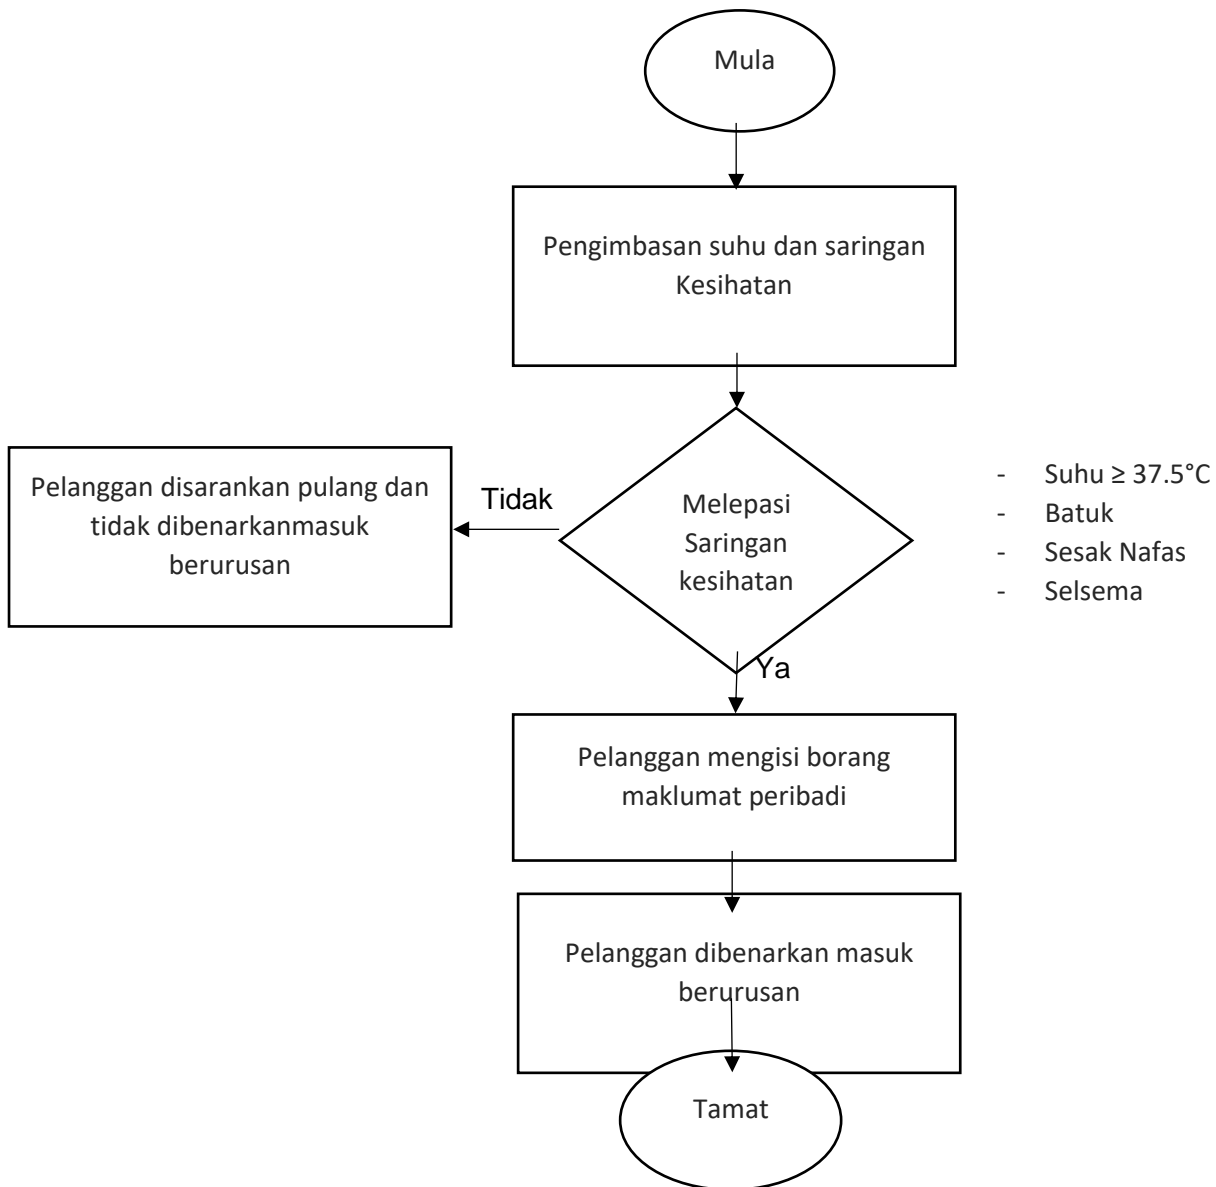 Mula
Pengimbasan suhu dan saringan
Kesihatan
Pelanggan disarankan pulang dan
tidak dibenarkanmasuk
berurusan
Tidak
Melepasi
Saringan
kesihatan
- Suhu ≥ 37.5°C
- Batuk
- Sesak Nafas
- Selsema
Ya
Pelanggan mengisi borang
maklumat peribadi
Pelanggan dibenarkan masuk
berurusan
Tamat